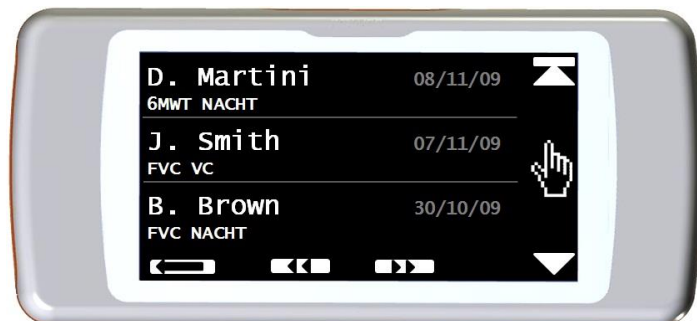 D. Martini 08/11/09
6MWT NACHT
J. Smith 07/11/09
FVC VC
B. Brown 30/10/09
FVC NACHT